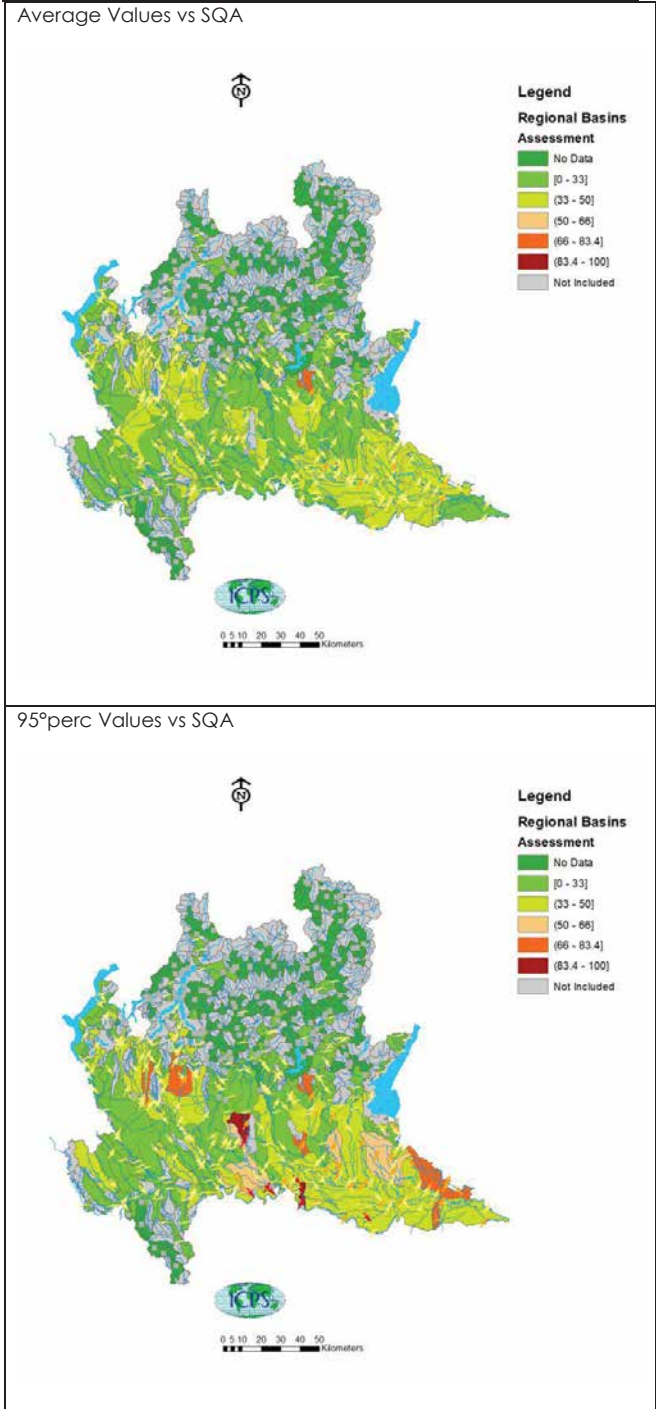 Average Values vs SQA
N
Legend
Regional Basins
Assessment
No Data
[0 - 33]
(33 - 50]
(50 - 66]
(66 - 83.4]
(83.4 - 100]
Not Included
ICPS
0 5 10 20 30 40 50
Kilometers
95°perc Values vs SQA
N
Legend
Regional Basins
Assessment
No Data
[0 - 33]
(33 - 50]
(50 - 66]
(66 - 83.4]
(83.4 - 100]
Not Included
ICPS
0 5 10 20 30 40 50
Kilometers